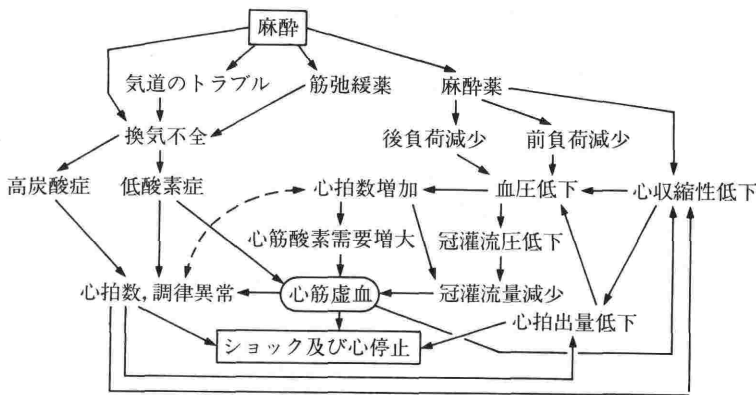 麻酔
気道のトラブル 筋弛緩薬 麻酔薬
換気不全 後負荷減少 前負荷減少
高炭酸症 低酸素症 心拍数増加 血圧低下 心収縮性低下
心筋酸素需要増大 冠灌流圧低下
心拍数,調律異常 心筋虚血 冠灌流量減少
心拍出量低下
ショック及び心停止